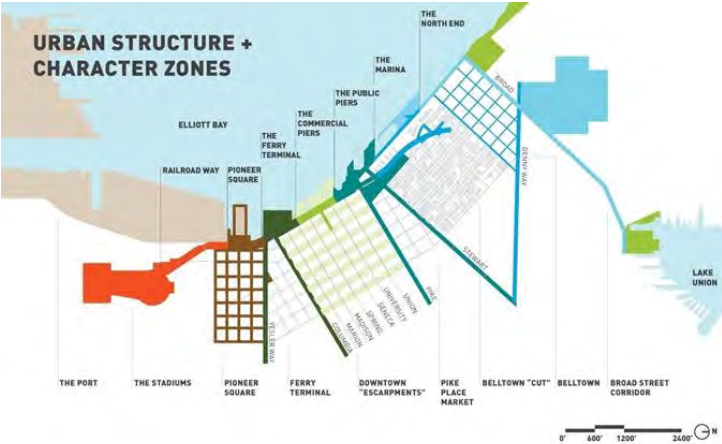 URBAN STRUCTURE +
CHARACTER ZONES
THE
NORTH END
THE
MARINA
THE PUBLIC
PIERS
THE
COMMERCIAL
PIERS
ELLIOTT BAY
THE
FERRY
TERMINAL
RAILROAD WAY
PIONEER
SQUARE
BROAD
DENNY WAY
STEWART
LAKE
UNION
PIKE
UNION
UNIVERSITY
SENECA
SPRING
MADISON
MARION
COLUMBIA
YESLER WAY
THE PORT
THE STADIUMS
PIONEER
SQUARE
FERRY
TERMINAL
DOWNTOWN
"ESCARPMENTS"
PIKE
PLACE
MARKET
BELLTOWN "CUT"
BELLTOWN
BROAD STREET
CORRIDOR
0' 600' 1200' 2400'
N